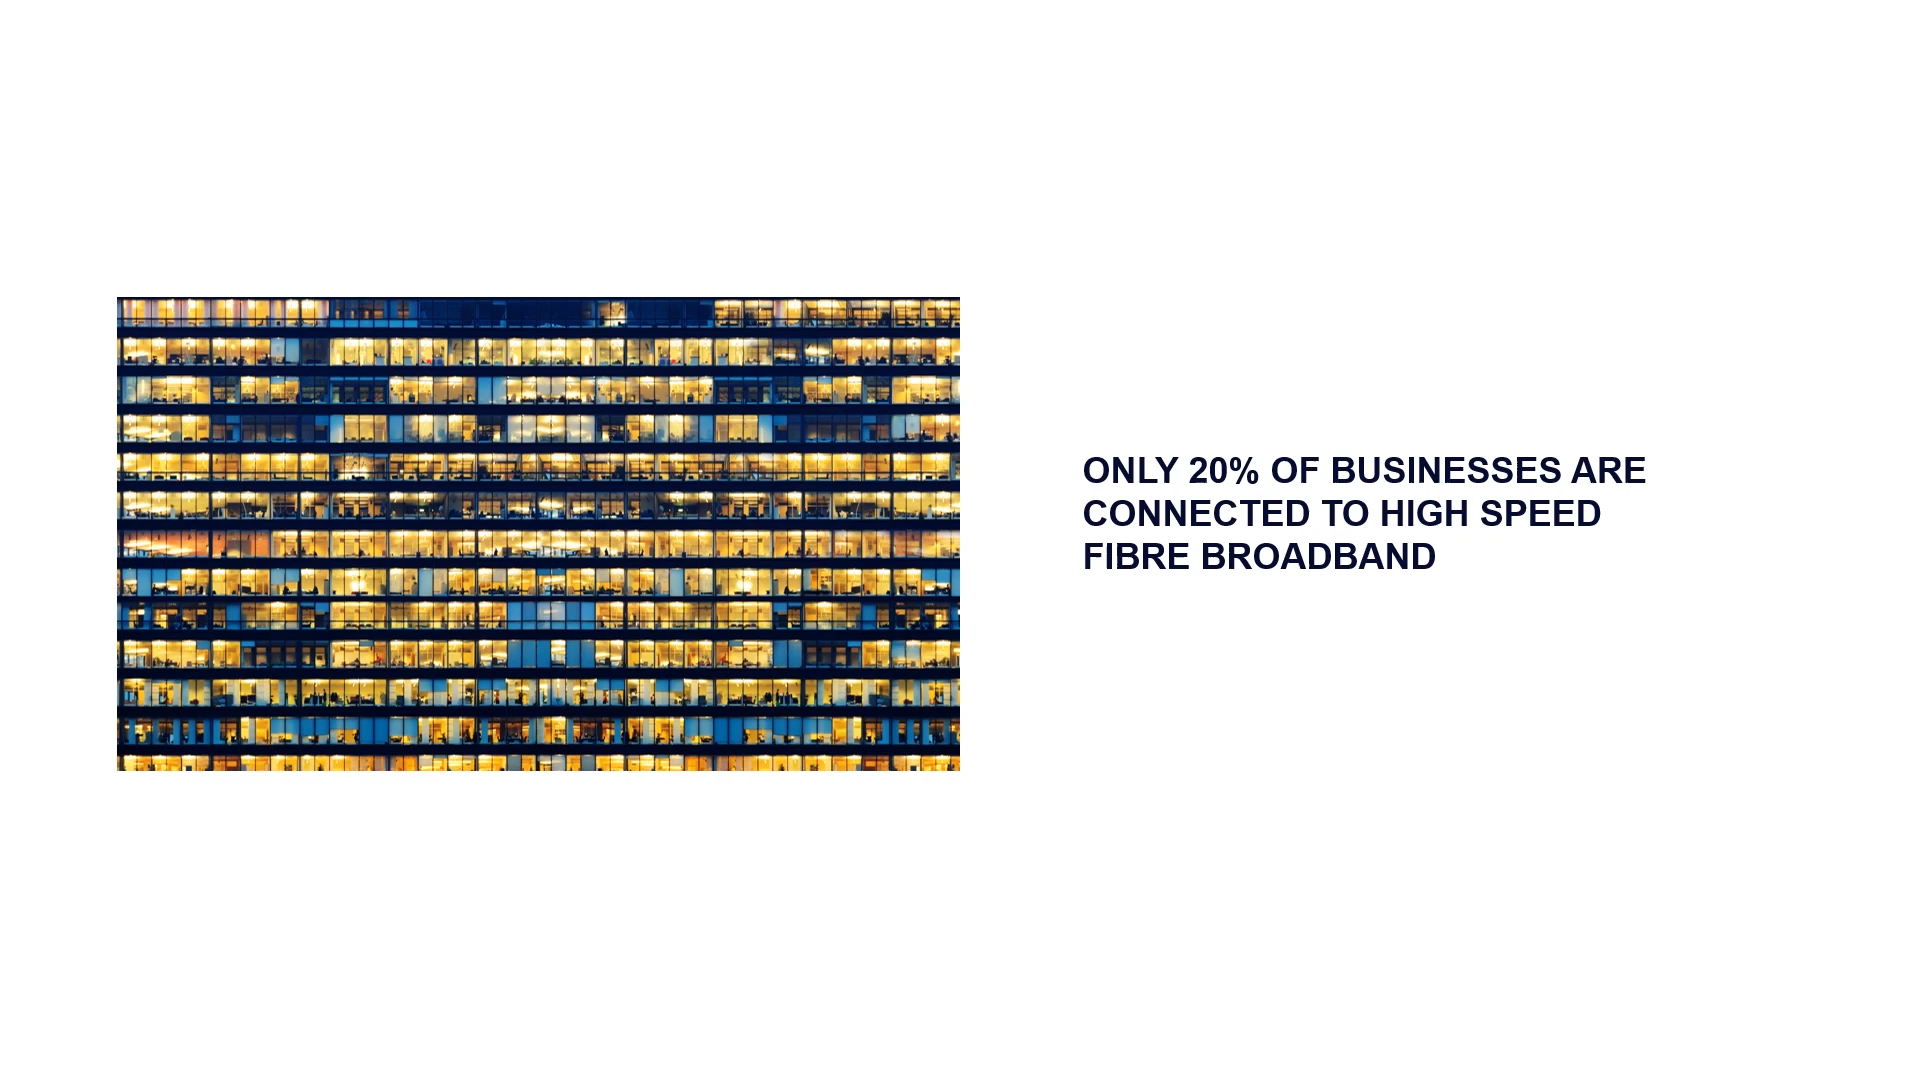 ONLY 20% OF BUSINESSES ARE
CONNECTED TO HIGH SPEED
FIBRE BROADBAND